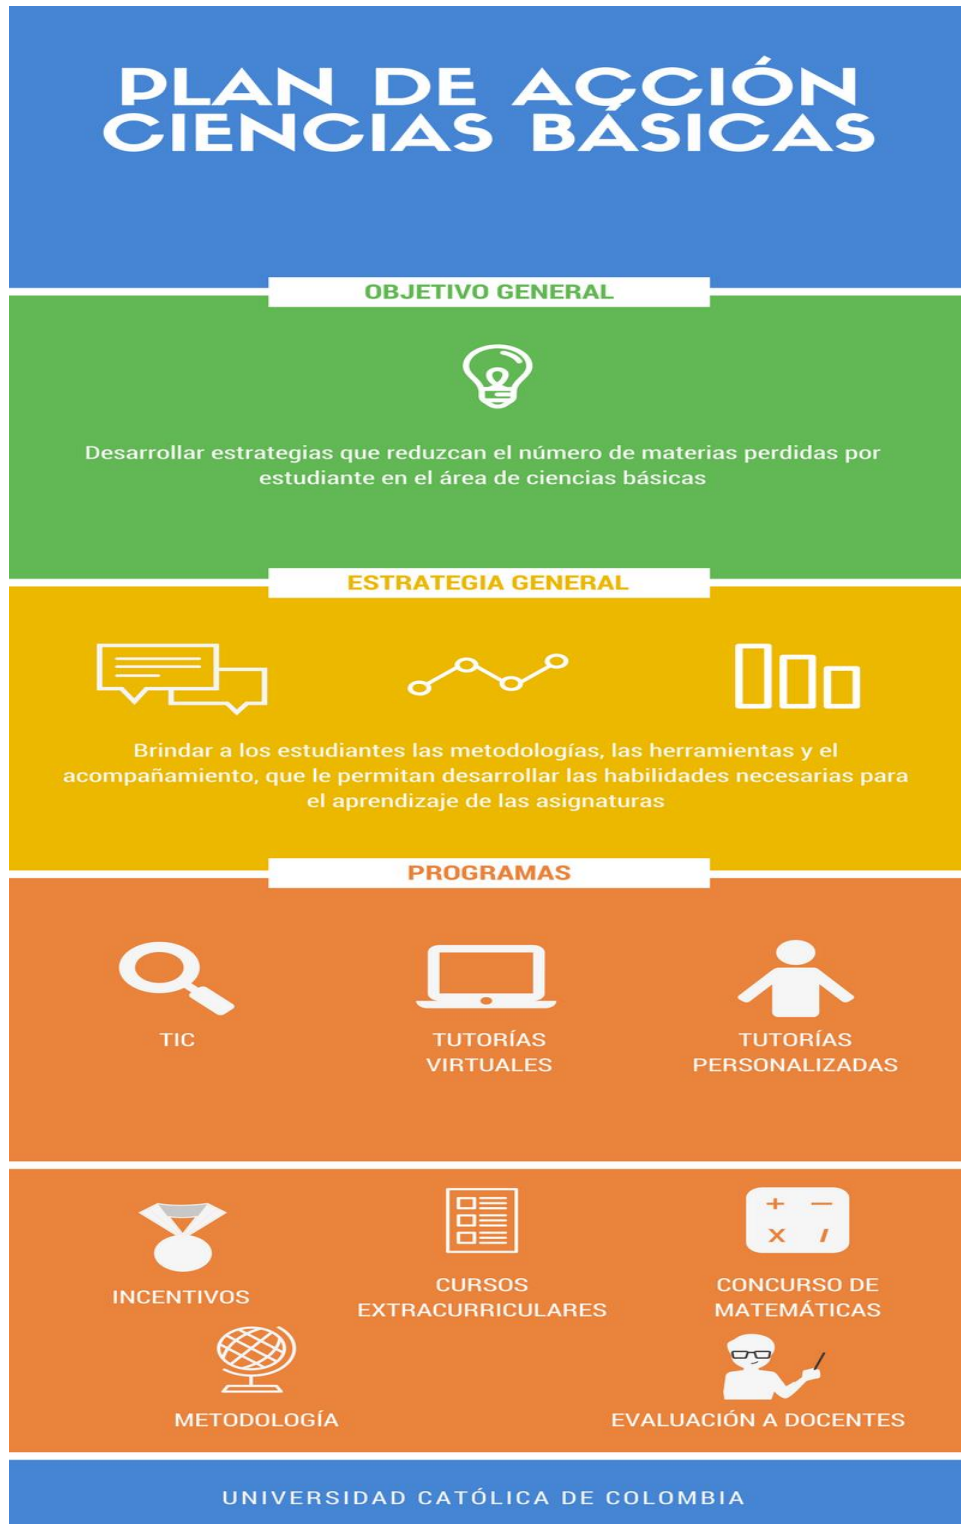 PLAN DE ACCIÓN
CIENCIAS BÁSICAS
OBJETIVO GENERAL
Desarrollar estrategias que reduzcan el número de materias perdidas por
estudiante en el área de ciencias básicas
ESTRATEGIA GENERAL
Brindar a los estudiantes las metodologías, las herramientas y el
acompañamiento, que le permitan desarrollar las habilidades necesarias para
el aprendizaje de las asignaturas
PROGRAMAS
TIC
TUTORÍAS
VIRTUALES
TUTORÍAS
PERSONALIZADAS
INCENTIVOS
CURSOS
EXTRACURRICULARES
+ −
x /
CONCURSO DE
MATEMÁTICAS
METODOLOGÍA
EVALUACIÓN A DOCENTES
UNIVERSIDAD CATÓLICA DE COLOMBIA